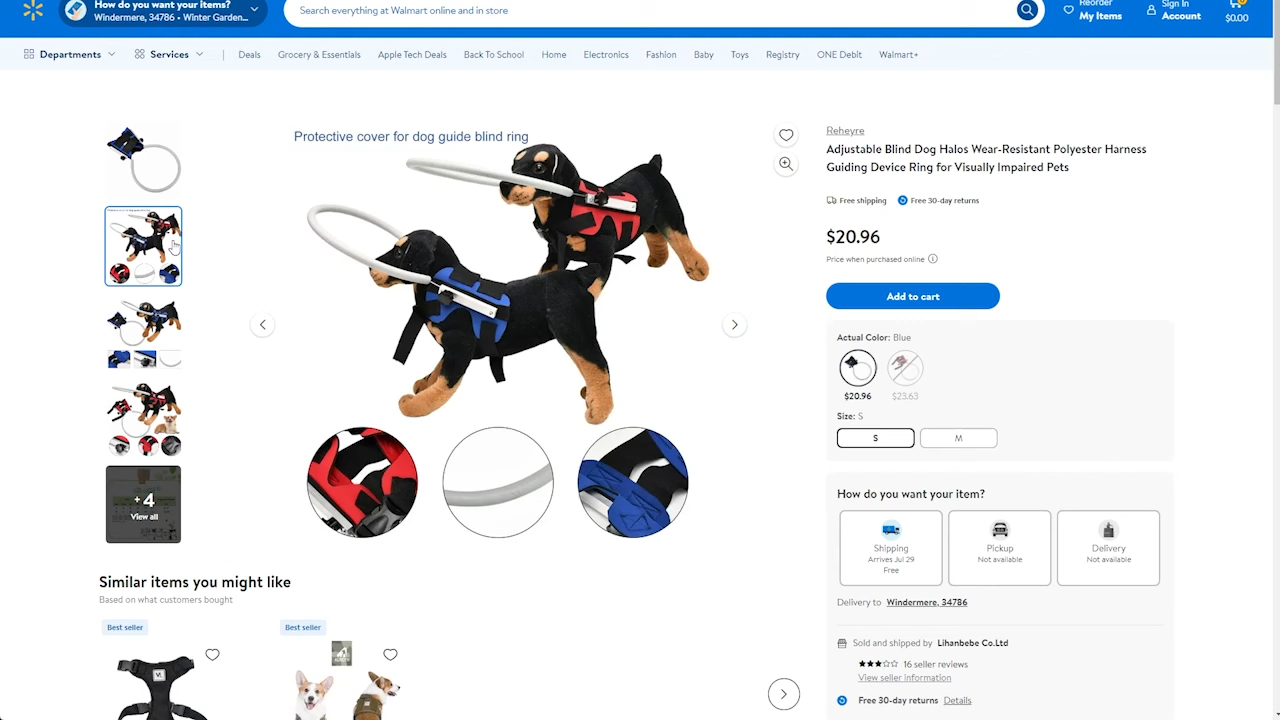 How do you want your items?
Windermere, 34786 • Winter Garden...
Search everything at Walmart online and in store
Reorder
My Items
Sign In
Account
$0.00
Departments
Services
Deals
Grocery & Essentials
Apple Tech Deals
Back To School
Home
Electronics
Fashion
Baby
Toys
Registry
ONE Debit
Walmart+
Protective cover for dog guide blind ring
+4
View all
Reheyre
Adjustable Blind Dog Halos Wear-Resistant Polyester Harness
Guiding Device Ring for Visually Impaired Pets
Free shipping
Free 30-day returns
$20.96
Price when purchased online
Add to cart
Actual Color: Blue
$20.96
$23.63
Size: S
S
M
How do you want your item?
Shipping
Arrives Jul 29
Free
Pickup
Not available
Delivery
Not available
Delivery to Windermere, 34786
Sold and shipped by Lihanbebe Co.Ltd
16 seller reviews
View seller information
Free 30-day returns Details
Similar items you might like
Based on what customers bought
Best seller
Best seller